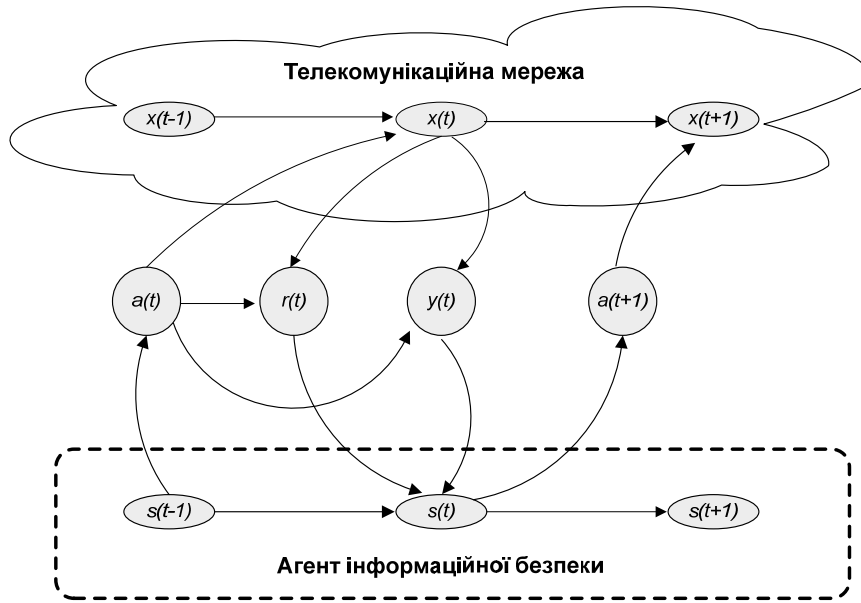 Телекомунікаційна мережа
x(t-1) x(t) x(t+1)
a(t) r(t) y(t) a(t+1)
s(t-1) s(t) s(t+1)
Агент інформаційної безпеки